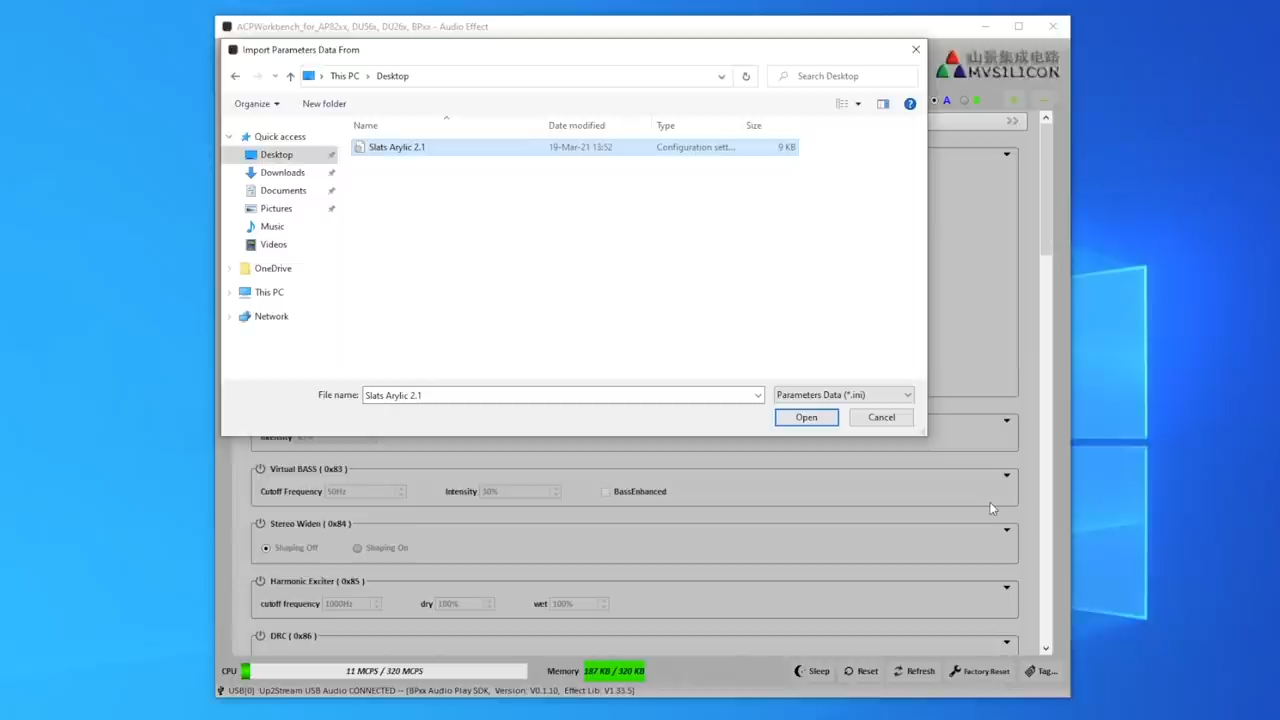 ACPWorkbench_for_AP82xx, DU56x, DU26x, BPxx - Audio Effect
Import Parameters Data From
山景集成电路
MVSILICON
This PC
Desktop
Search Desktop
Organize
New folder
A
Name
Date modified
Type
Size
Slats Arylic 2.1
19-Mar-21 13:52
Configuration sett...
9 KB
Quick access
Desktop
Downloads
Documents
Pictures
Music
Videos
OneDrive
This PC
Network
File name:
Slats Arylic 2.1
Parameters Data (*.ini)
Open
Cancel
Virtual BASS ( 0x83 )
Cutoff Frequency 50Hz
Intensity 30%
BassEnhanced
Stereo Widen ( 0x84 )
Shaping Off
Shaping On
Harmonic Exciter ( 0x85 )
cutoff frequency 1000Hz
dry 100%
wet 100%
DRC ( 0x86 )
CPU
11 MCPS / 320 MCPS
Memory
187 KB / 320 KB
Sleep
Reset
Refresh
Factory Reset
Tag...
USB[0] Up2Stream USB Audio CONNECTED -- [BPxx Audio Play SDK, Version: V0.1.10, Effect Lib: V1.33.5]